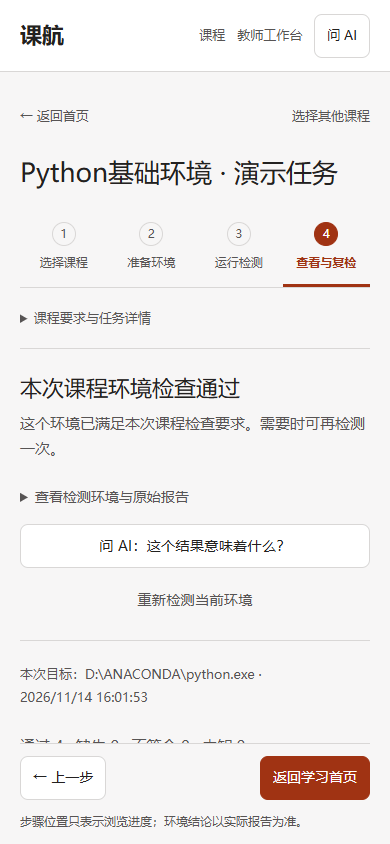 课航
课程 教师工作台 问 AI
← 返回首页 选择其他课程
Python基础环境 · 演示任务
1 2 3 4
选择课程 准备环境 运行检测 查看与复检
▶ 课程要求与任务详情
本次课程环境检查通过
这个环境已满足本次课程检查要求。需要时可再检测
一次。
▶ 查看检测环境与原始报告
问 AI：这个结果意味着什么？
重新检测当前环境
本次目标：D:\ANACONDA\python.exe ·
2026/11/14 16:01:53
← 上一步 返回学习首页
步骤位置只表示浏览进度；环境结论以实际报告为准。